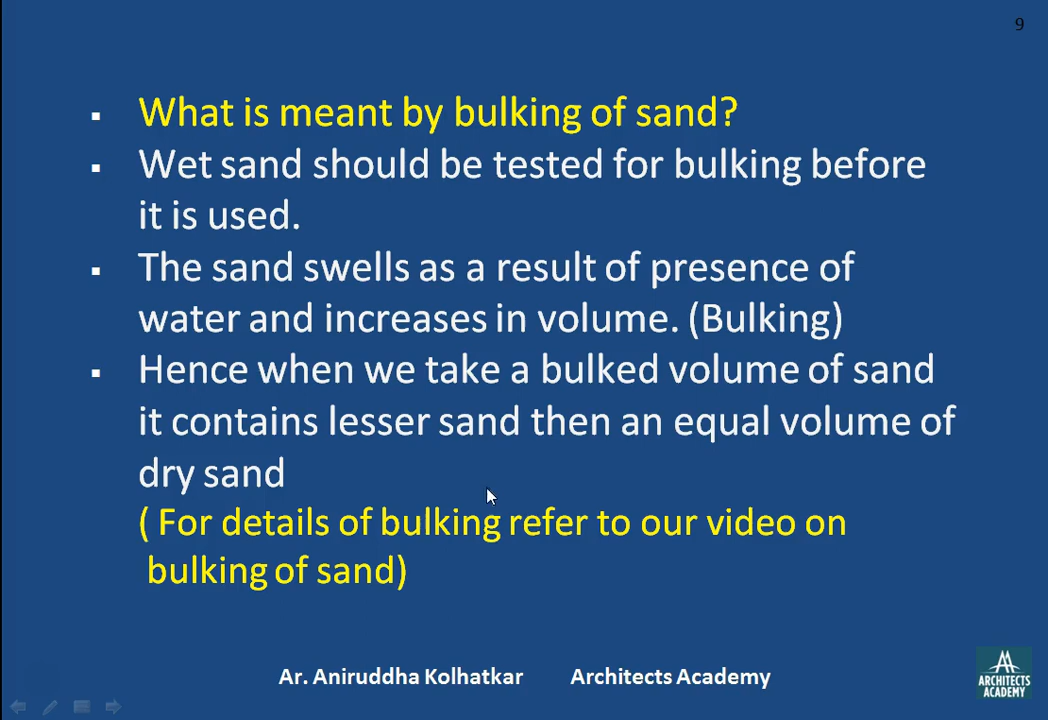 9
▪ What is meant by bulking of sand?
▪ Wet sand should be tested for bulking before
it is used.
▪ The sand swells as a result of presence of
water and increases in volume. (Bulking)
▪ Hence when we take a bulked volume of sand
it contains lesser sand then an equal volume of
dry sand
( For details of bulking refer to our video on
bulking of sand)
Ar. Aniruddha Kolhatkar Architects Academy
ARCHITECTS
ACADEMY